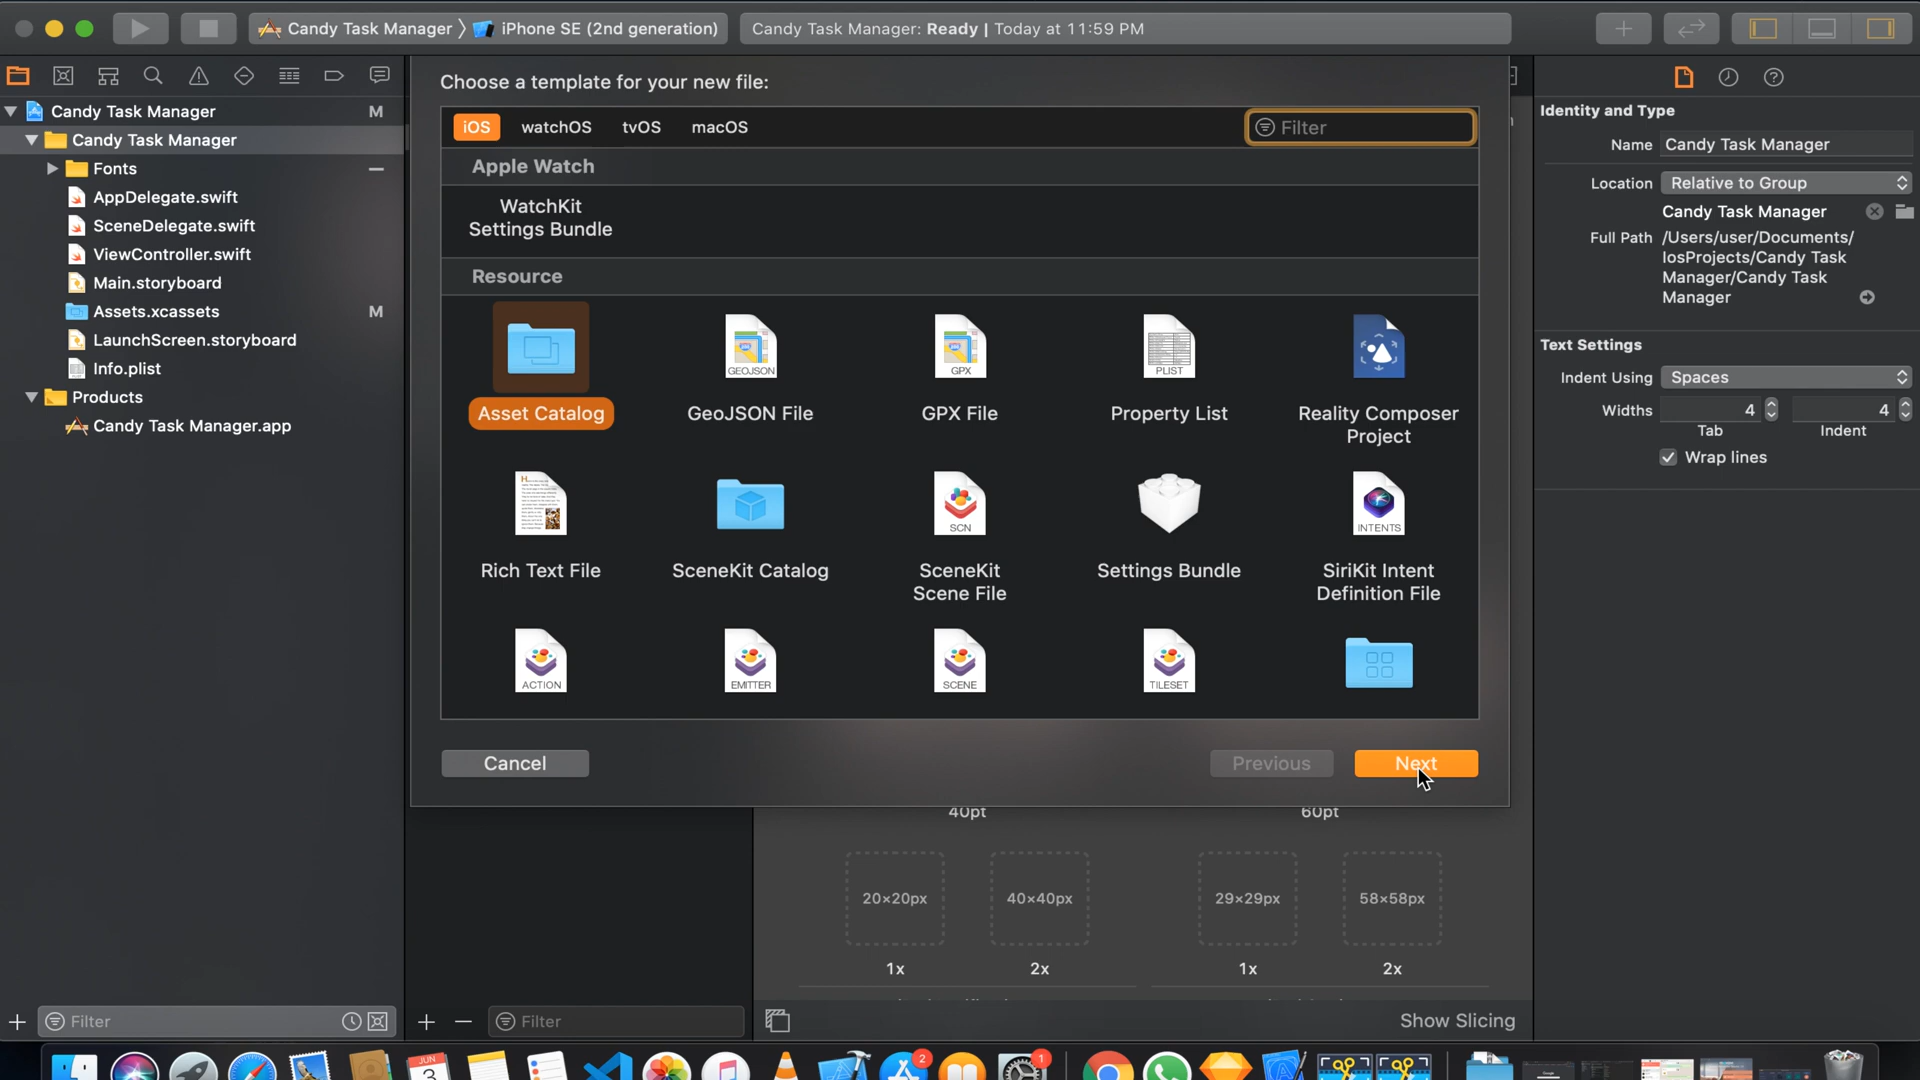 Candy Task Manager
iPhone SE (2nd generation)
Candy Task Manager: Ready | Today at 11:59 PM
Candy Task Manager M
Candy Task Manager
Fonts
AppDelegate.swift
SceneDelegate.swift
ViewController.swift
Main.storyboard
Assets.xcassets M
LaunchScreen.storyboard
Info.plist
Products
Candy Task Manager.app
Filter
Choose a template for your new file:
iOS watchOS tvOS macOS
Filter
Apple Watch
WatchKit
Settings Bundle
Resource
GEOJSON
GPX
PLIST
Asset Catalog
GeoJSON File
GPX File
Property List
Reality Composer
Project
SCN
INTENTS
Rich Text File
SceneKit Catalog
SceneKit
Scene File
Settings Bundle
SiriKit Intent
Definition File
ACTION
EMITTER
SCENE
TILESET
Cancel
Previous
Next
40pt
60pt
20×20px
40×40px
29×29px
58×58px
1x
2x
1x
2x
Filter
Show Slicing
Identity and Type
Name Candy Task Manager
Location Relative to Group
Candy Task Manager
Full Path /Users/user/Documents/
IosProjects/Candy Task
Manager/Candy Task
Manager
Text Settings
Indent Using Spaces
Widths 4 4
Tab Indent
Wrap lines
JUN
3
2
1